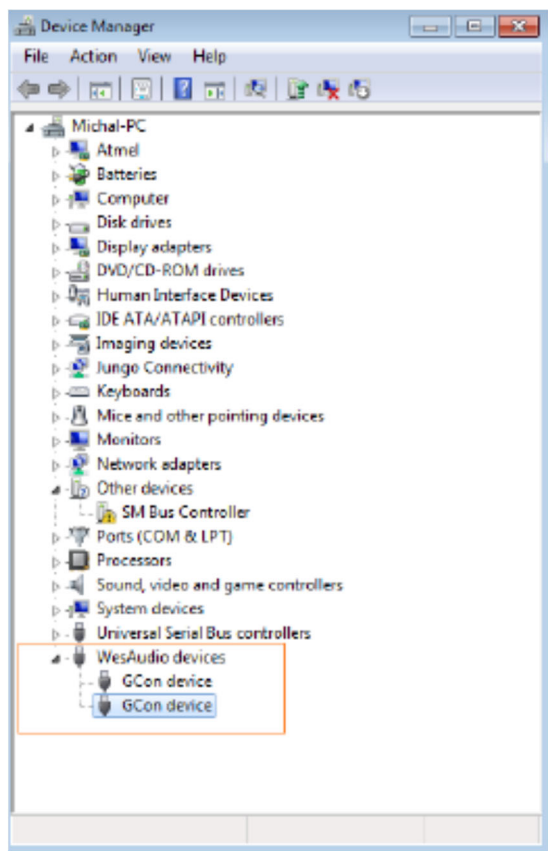 Device Manager
File Action View Help
Michal-PC
Atmel
Batteries
Computer
Disk drives
Display adapters
DVD/CD-ROM drives
Human Interface Devices
IDE ATA/ATAPI controllers
Imaging devices
Jungo Connectivity
Keyboards
Mice and other pointing devices
Monitors
Network adapters
Other devices
SM Bus Controller
Ports (COM & LPT)
Processors
Sound, video and game controllers
System devices
Universal Serial Bus controllers
WesAudio devices
GCon device
GCon device